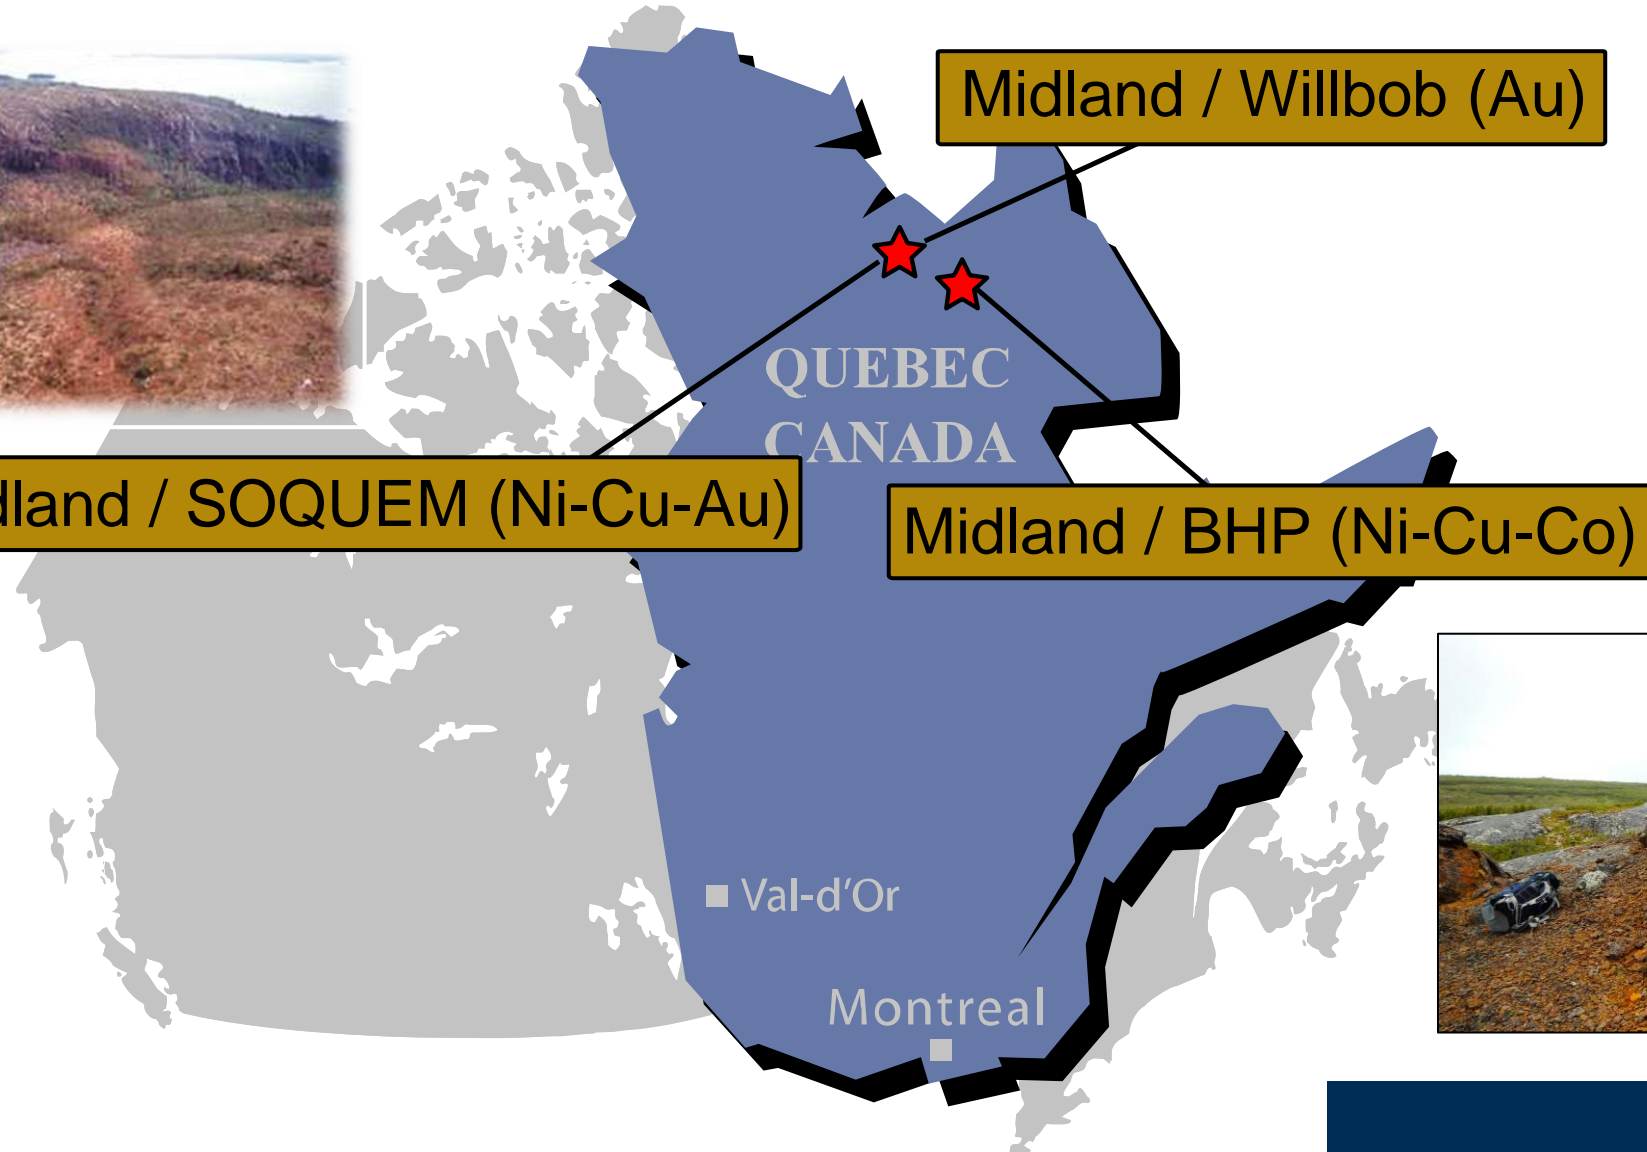 Midland / Willbob (Au)
QUEBEC
CANADA
dland / SOQUEM (Ni-Cu-Au)
Midland / BHP (Ni-Cu-Co)
Val-d'Or
Montreal